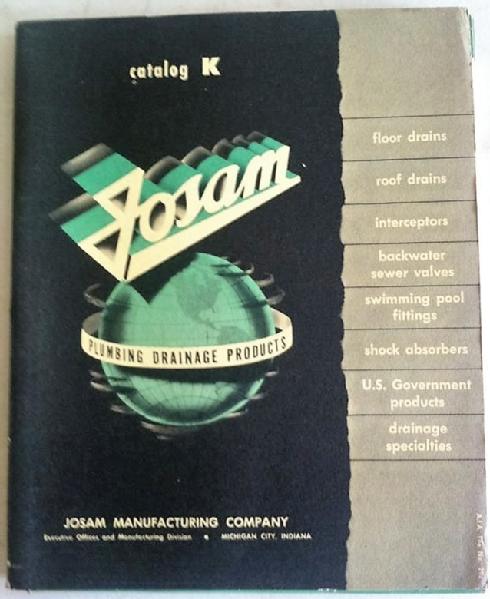 catalog K
Josam
PLUMBING DRAINAGE PRODUCTS
floor drains
roof drains
interceptors
backwater
sewer valves
swimming pool
fittings
shock absorbers
U.S. Government
products
drainage
specialties
JOSAM MANUFACTURING COMPANY
Executive Offices and Manufacturing Division • MICHIGAN CITY, INDIANA